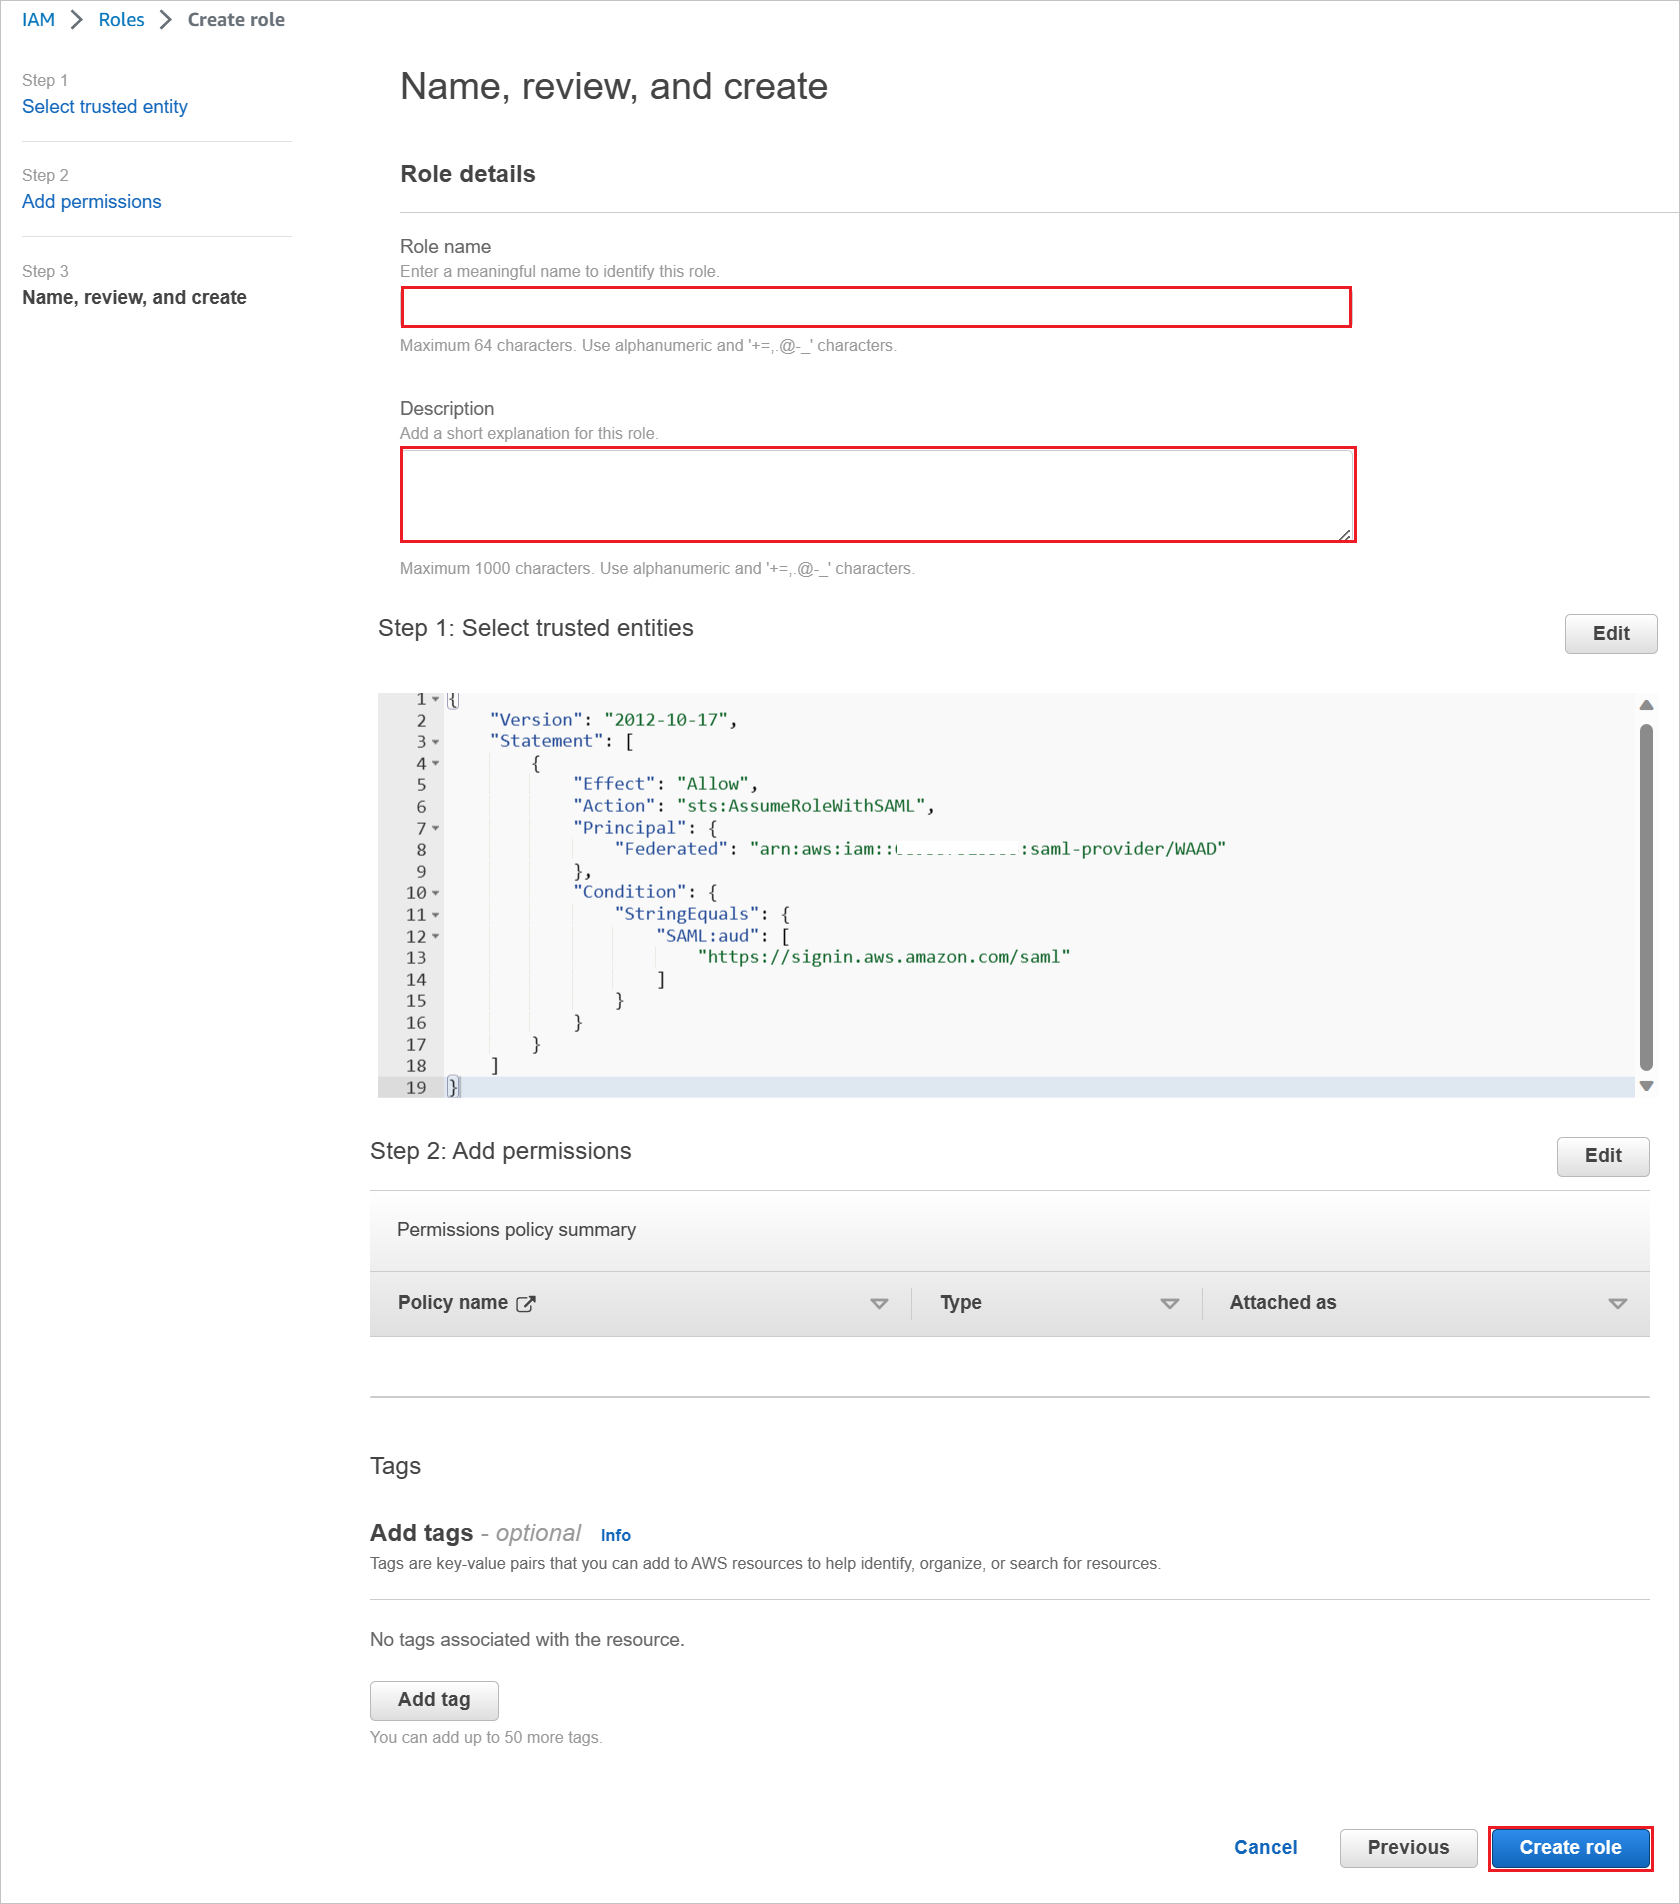 IAM > Roles > Create role
Step 1
Select trusted entity
Step 2
Add permissions
Step 3
Name, review, and create
Name, review, and create
Role details
Role name
Enter a meaningful name to identify this role.
Maximum 64 characters. Use alphanumeric and '+=,.@-_' characters.
Description
Add a short explanation for this role.
Maximum 1000 characters. Use alphanumeric and '+=,.@-_' characters.
Step 1: Select trusted entities
Edit
1 {
2 "Version": "2012-10-17",
3 "Statement": [
4 {
5 "Effect": "Allow",
6 "Action": "sts:AssumeRoleWithSAML",
7 "Principal": {
8 "Federated": "arn:aws:iam:: :saml-provider/WAAD"
9 },
10 "Condition": {
11 "StringEquals": {
12 "SAML:aud": [
13 "https://signin.aws.amazon.com/saml"
14 ]
15 }
16 }
17 }
18 ]
19 }
Step 2: Add permissions
Edit
Permissions policy summary
Policy name Type Attached as
Tags
Add tags - optional Info
Tags are key-value pairs that you can add to AWS resources to help identify, organize, or search for resources.
No tags associated with the resource.
Add tag
You can add up to 50 more tags.
Cancel Previous Create role